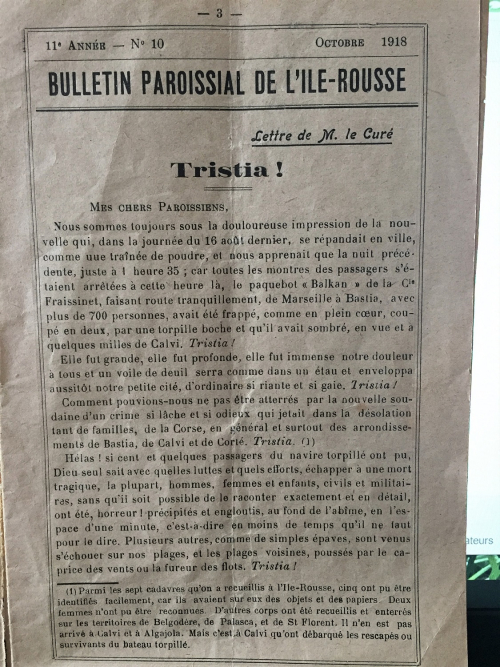 — 3 —
11e ANNÉE — No 10 OCTOBRE 1918
BULLETIN PAROISSIAL DE L'ILE-ROUSSE
Lettre de M. le Curé
Tristia !
MES CHERS PAROISSIENS,
Nous sommes toujours sous la douloureuse impression de la nou-
velle qui, dans la journée du 16 août dernier, se répandait en ville,
comme uue traînée de poudre, et nous apprenait que la nuit précé-
dente, juste à 1 heure 35 ; car toutes les montres des passagers s'é-
taient arrêtées à cette heure là, le paquebot « Balkan » de la Cie
Fraissinet, faisant route tranquillement, de Marseille à Bastia, avec
plus de 700 personnes, avait été frappé, comme en plein cœur, cou-
pé en deux, par une torpille boche et qu'il avait sombré, en vue et à
quelques milles de Calvi. Tristia !
Elle fut grande, elle fut profonde, elle fut immense notre douleur
à tous et un voile de deuil serra comme dans un étau et enveloppa
aussitôt notre petite cité, d'ordinaire si riante et si gaie. Tristia !
Comment pouvions-nous ne pas être atterrés par la nouvelle sou-
daine d'un crime si lâche et si odieux qui jetait dans la désolation
tant de familles, de la Corse, en général et surtout des arrondisse-
ments de Bastia, de Calvi et de Corté. Tristia. (1)
Hélas ! si cent et quelques passagers du navire torpillé ont pu,
Dieu seul sait avec quelles luttes et quels efforts, échapper à une mort
tragique, la plupart, hommes, femmes et enfants, civils et militai-
res, sans qu'il soit possible de le raconter exactement et en détail,
ont été, horreur ! précipités et engloutis, au fond de l'abîme, en l'es-
pace d'une minute, c'est-à-dire en moins de temps qu'il ne faut
pour le dire. Plusieurs autres, comme de simples épaves, sont venus
s'échouer sur nos plages, et les plages voisines, poussés par le ca-
price des vents ou la fureur des flots. Tristia !
(1) Parmi les sept cadavres qu'on a recueillis à l'Ile-Rousse, cinq ont pu être
identifiés facilement, car ils avaient sur eux des objets et des papiers. Deux
femmes n'ont pu être reconnues. D'autres corps ont été recueillis et enterrés
sur les territoires de Belgodère, de Palasca, et de St Florent. Il n'en est pas
arrivé à Calvi et à Algajola. Mais c'est à Calvi qu'ont débarqué les rescapés ou
survivants du bateau torpillé.
ateurs